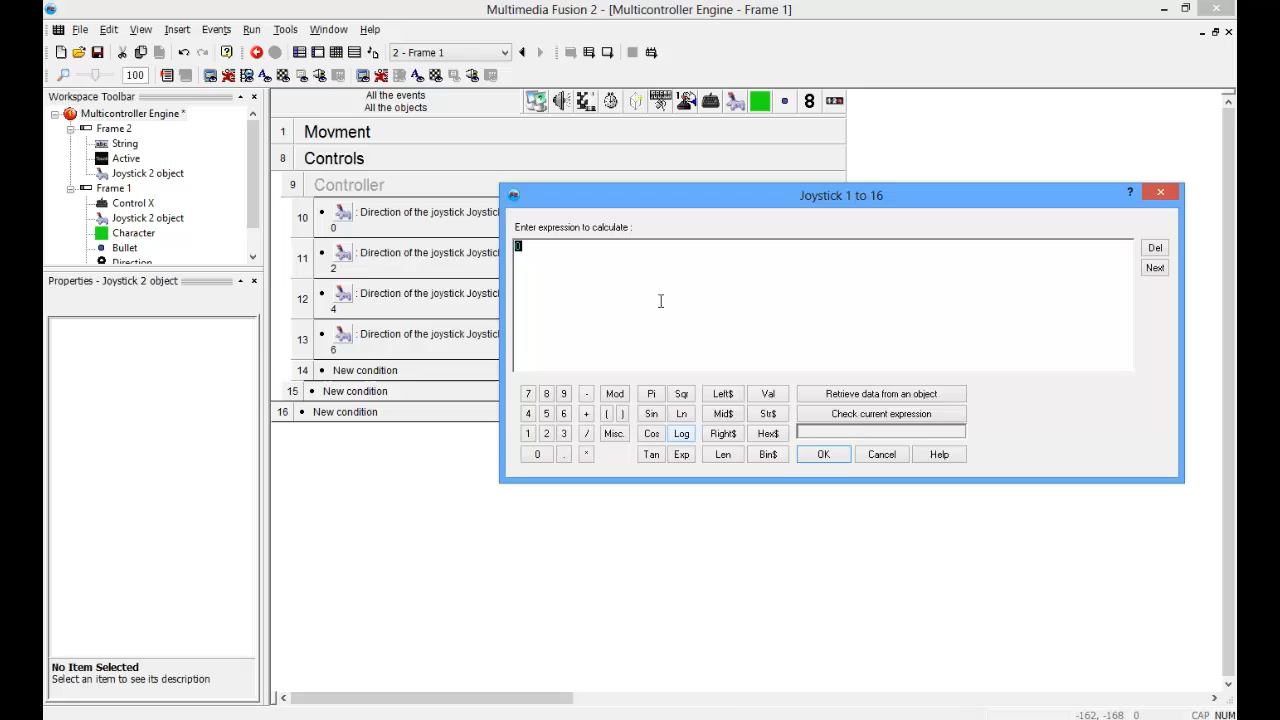 Multimedia Fusion 2 - [Multicontroller Engine - Frame 1]
File Edit View Insert Events Run Tools Window Help
2 - Frame 1
100
Workspace Toolbar
Multicontroller Engine *
Frame 2
String
Active
Joystick 2 object
Frame 1
Control X
Joystick 2 object
Character
Bullet
Direction
Properties - Joystick 2 object
No Item Selected
Select an item to see its description
All the events
All the objects
1 Movment
8 Controls
9 Controller
10 : Direction of the joystick Joystic
0
11 : Direction of the joystick Joystic
2
12 : Direction of the joystick Joystic
4
13 : Direction of the joystick Joystic
6
14 New condition
15 New condition
16 New condition
Joystick 1 to 16
Enter expression to calculate :
0
Del
Next
7 8 9 - Mod Pi Sqr Left$ Val Retrieve data from an object
4 5 6 + ( ) Sin Ln Mid$ Str$ Check current expression
1 2 3 / Misc. Cos Log Right$ Hex$
0 . * Tan Exp Len Bin$ OK Cancel Help
-162, -168 0 CAP NUM